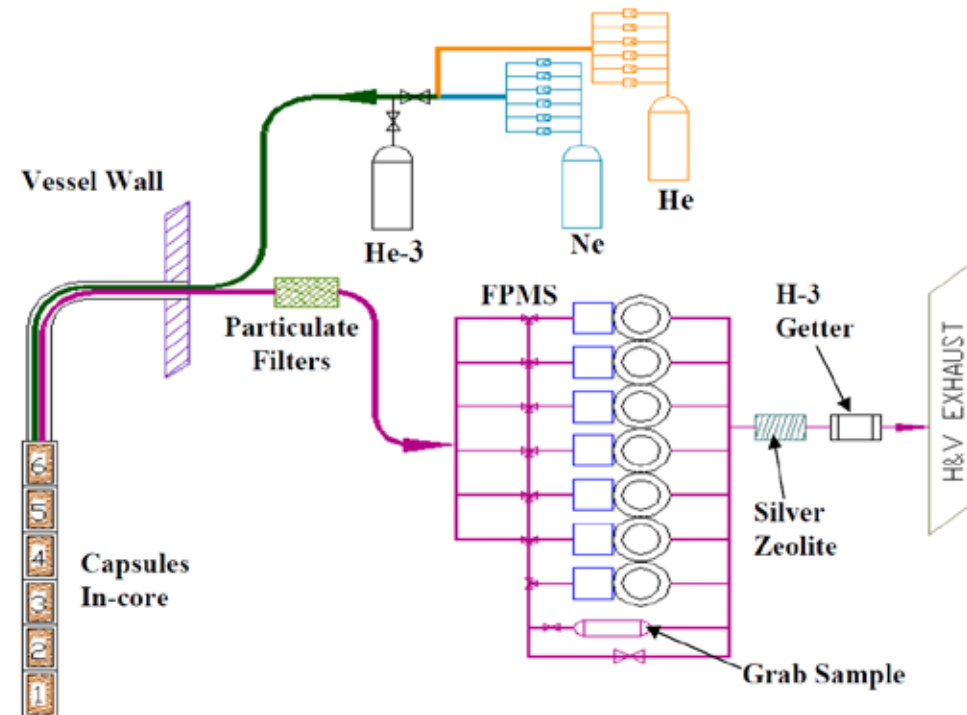 He
Ne
He-3
Vessel Wall
Particulate
Filters
FPMS
H-3
Getter
H&V EXHAUST
Silver
Zeolite
Grab Sample
Capsules
In-core
6
5
4
3
2
1